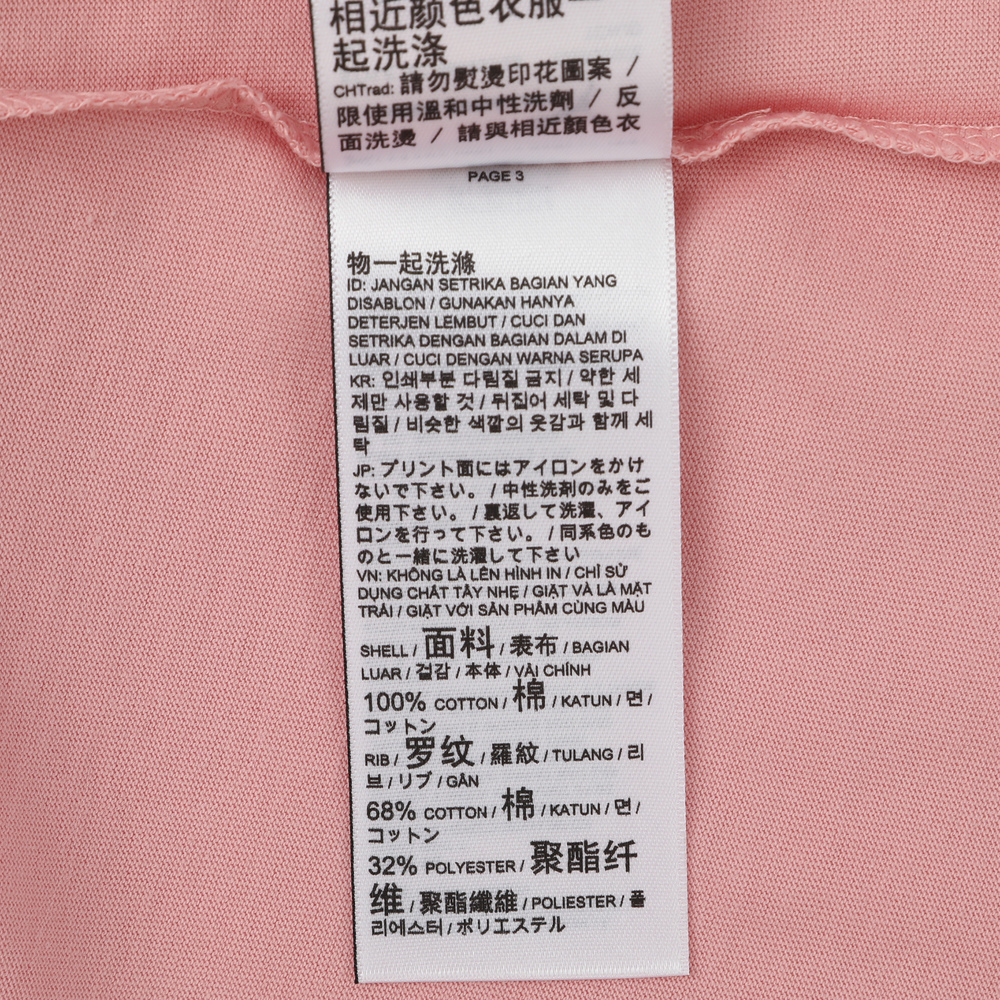 相近颜色衣服一
起洗涤
CHTrad: 請勿熨燙印花圖案 /
限使用溫和中性洗劑 / 反
面洗燙 / 請與相近顏色衣
PAGE 3
物一起洗滌
ID: JANGAN SETRIKA BAGIAN YANG
DISABLON / GUNAKAN HANYA
DETERJEN LEMBUT / CUCI DAN
SETRIKA DENGAN BAGIAN DALAM DI
LUAR / CUCI DENGAN WARNA SERUPA
KR: 인쇄부분 다림질 금지 / 약한 세
제만 사용할 것 / 뒤집어 세탁 및 다
림질 / 비슷한 색깔의 옷감과 함께 세
탁
JP: プリント面にはアイロンをかけ
ないで下さい。 / 中性洗剤のみをご
使用下さい。 / 裏返して洗濯、アイ
ロンを行って下さい。 / 同系色のも
のと一緒に洗濯して下さい
VN: KHÔNG LÀ LÊN HÌNH IN / CHỈ SỬ
DỤNG CHẤT TẨY NHẸ / GIẶT VÀ LÀ MẶT
TRÁI / GIẶT VỚI SẢN PHẨM CÙNG MÀU
SHELL / 面料 / 表布 / BAGIAN
LUAR / 겉감 / 本体 / VẢI CHÍNH
100% COTTON / 棉 / KATUN / 면 /
コットン
RIB / 罗纹 / 羅紋 / TULANG / 리
브 / リブ / GÂN
68% COTTON / 棉 / KATUN / 면 /
コットン
32% POLYESTER / 聚酯纤
维 / 聚酯纖維 / POLIESTER / 폴
리에스터 / ポリエステル